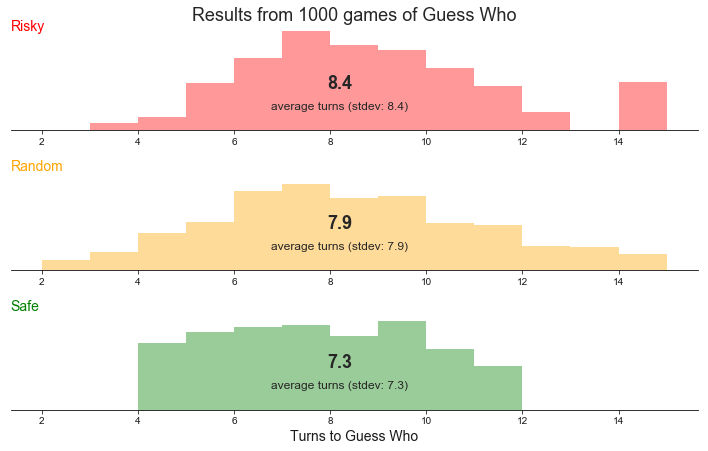 Results from 1000 games of Guess Who
Risky
8.4
average turns (stdev: 8.4)
2 4 6 8 10 12 14
Random
7.9
average turns (stdev: 7.9)
2 4 6 8 10 12 14
Safe
7.3
average turns (stdev: 7.3)
2 4 6 8 10 12 14
Turns to Guess Who